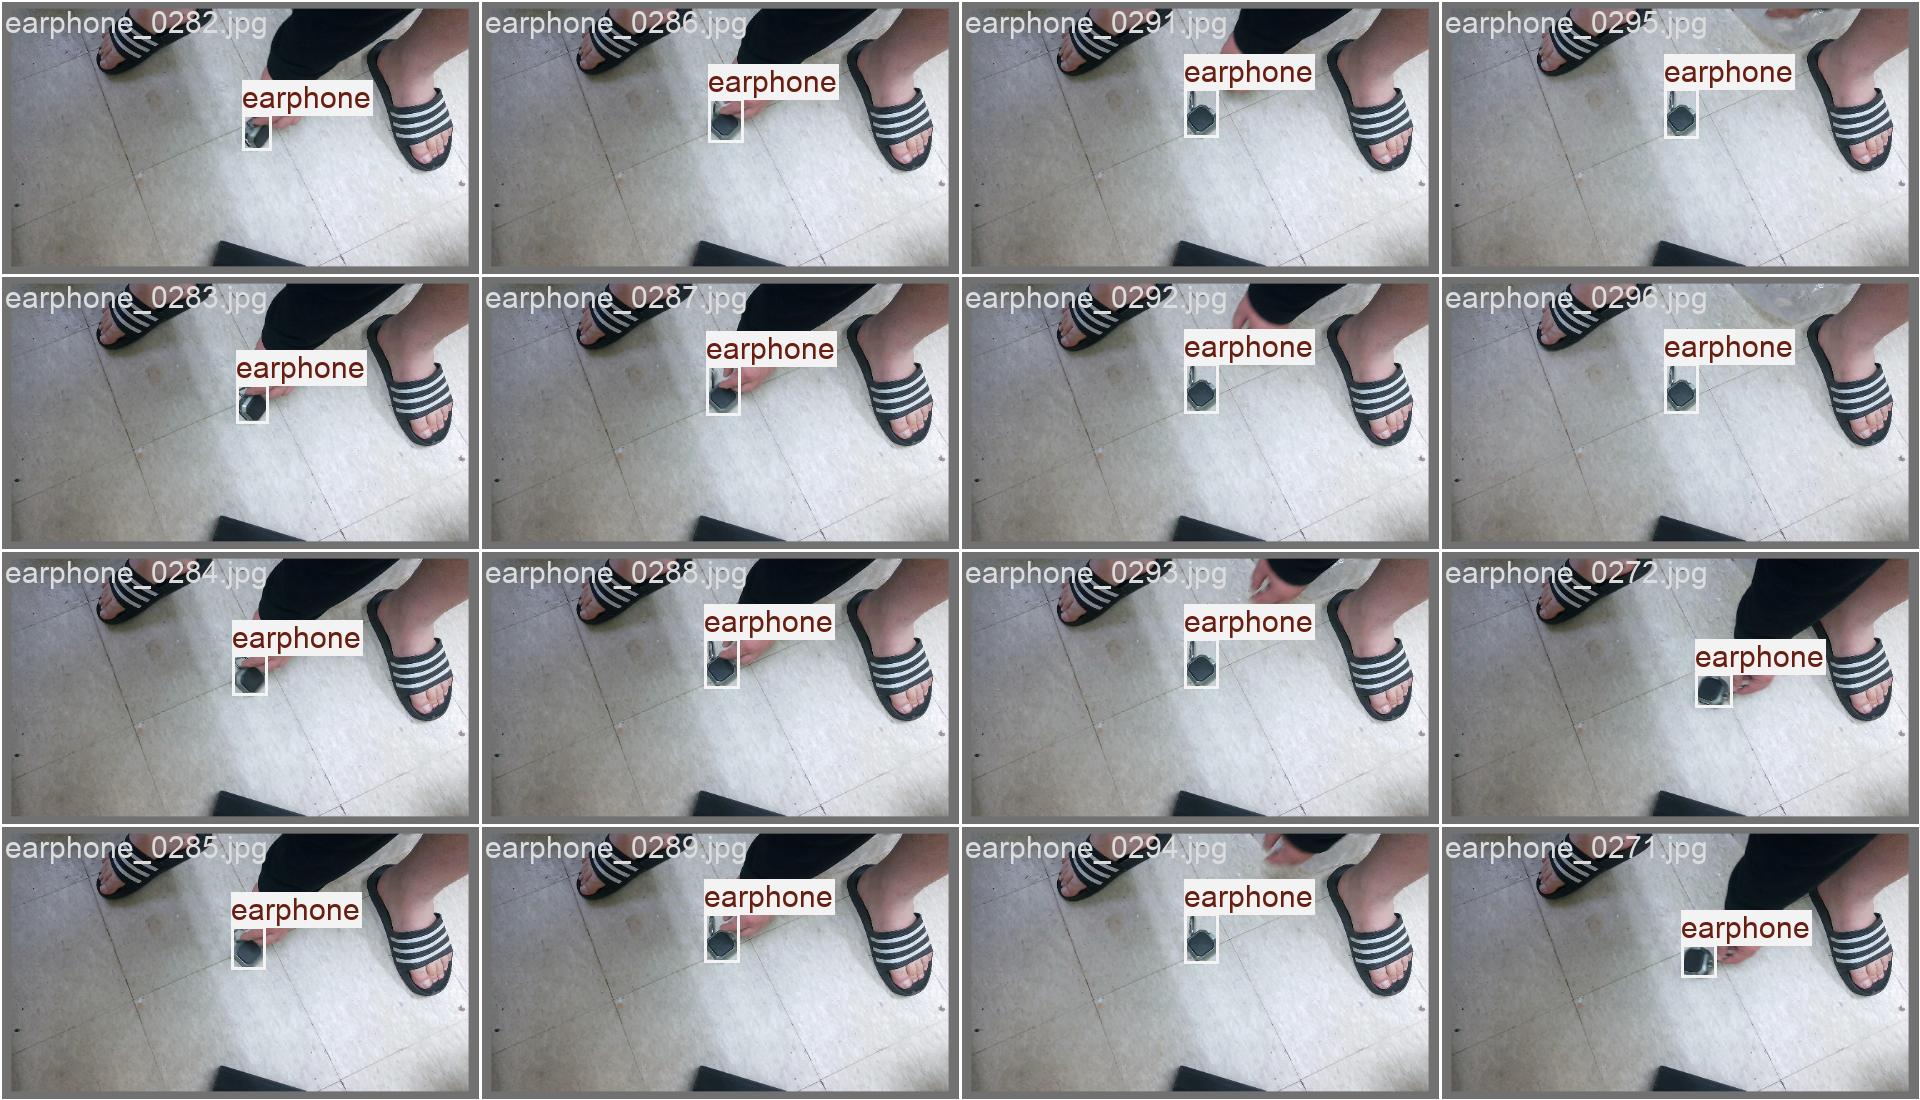 earphone_0282.jpg
earphone
earphone_0286.jpg
earphone
earphone_0291.jpg
earphone
earphone_0295.jpg
earphone
earphone_0283.jpg
earphone
earphone_0287.jpg
earphone
earphone_0292.jpg
earphone
earphone_0296.jpg
earphone
earphone_0284.jpg
earphone
earphone_0288.jpg
earphone
earphone_0293.jpg
earphone
earphone_0272.jpg
earphone
earphone_0285.jpg
earphone
earphone_0289.jpg
earphone
earphone_0294.jpg
earphone
earphone_0271.jpg
earphone